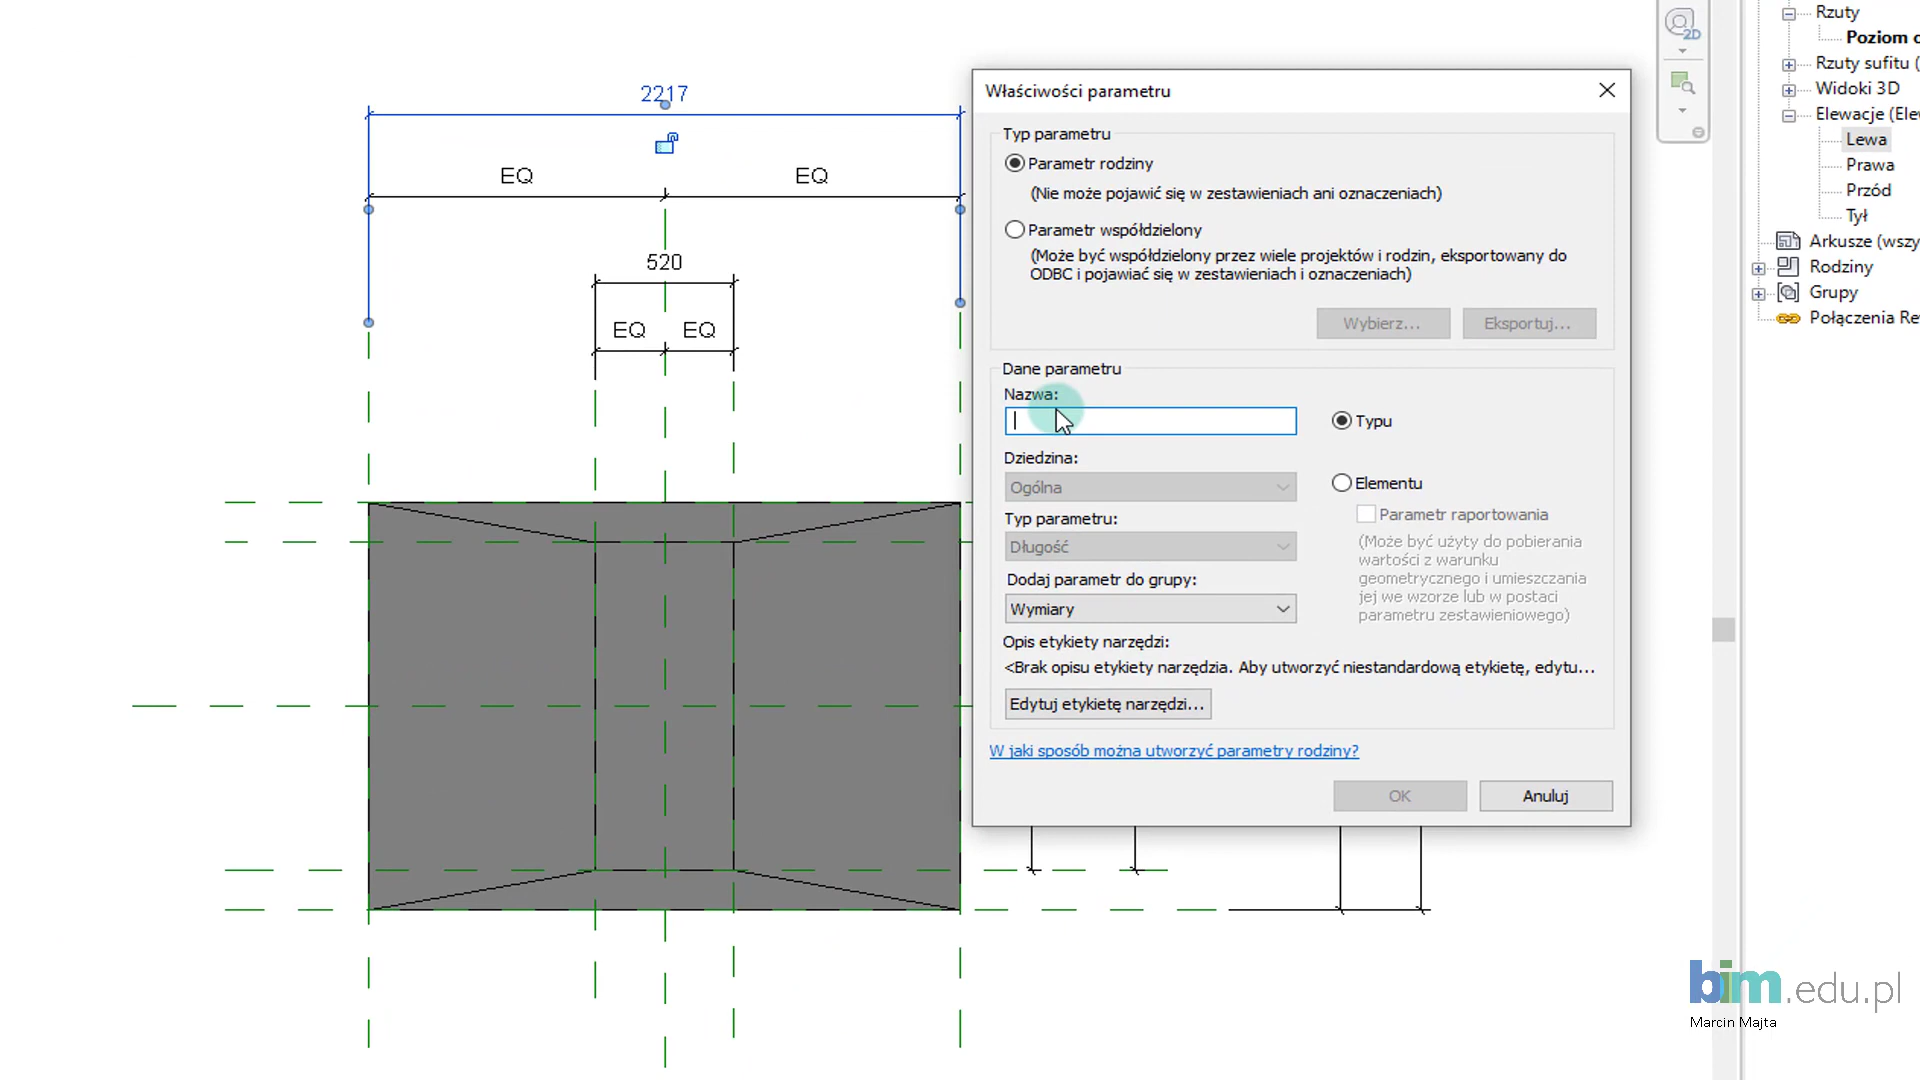 2217
EQ
EQ
520
EQ
EQ
Właściwości parametru
Typ parametru
Parametr rodziny
(Nie może pojawić się w zestawieniach ani oznaczeniach)
Parametr współdzielony
(Może być współdzielony przez wiele projektów i rodzin, eksportowany do
ODBC i pojawiać się w zestawieniach i oznaczeniach)
Wybierz...
Eksportuj...
Dane parametru
Nazwa:
Typu
Dziedzina:
Ogólna
Elementu
Typ parametru:
Parametr raportowania
Długość
(Może być użyty do pobierania
wartości z warunku
geometrycznego i umieszczania
jej we wzorze lub w postaci
parametru zestawieniowego)
Dodaj parametr do grupy:
Wymiary
Opis etykiety narzędzi:
<Brak opisu etykiety narzędzia. Aby utworzyć niestandardową etykietę, edytu...
Edytuj etykietę narzędzi...
W jaki sposób można utworzyć parametry rodziny?
OK
Anuluj
2D
Rzuty
Poziom
Rzuty sufitu (
Widoki 3D
Elewacje (Ele
Lewa
Prawa
Przód
Tył
Arkusze (wszy
Rodziny
Grupy
Połączenia Re
bim.edu.pl
Marcin Majta